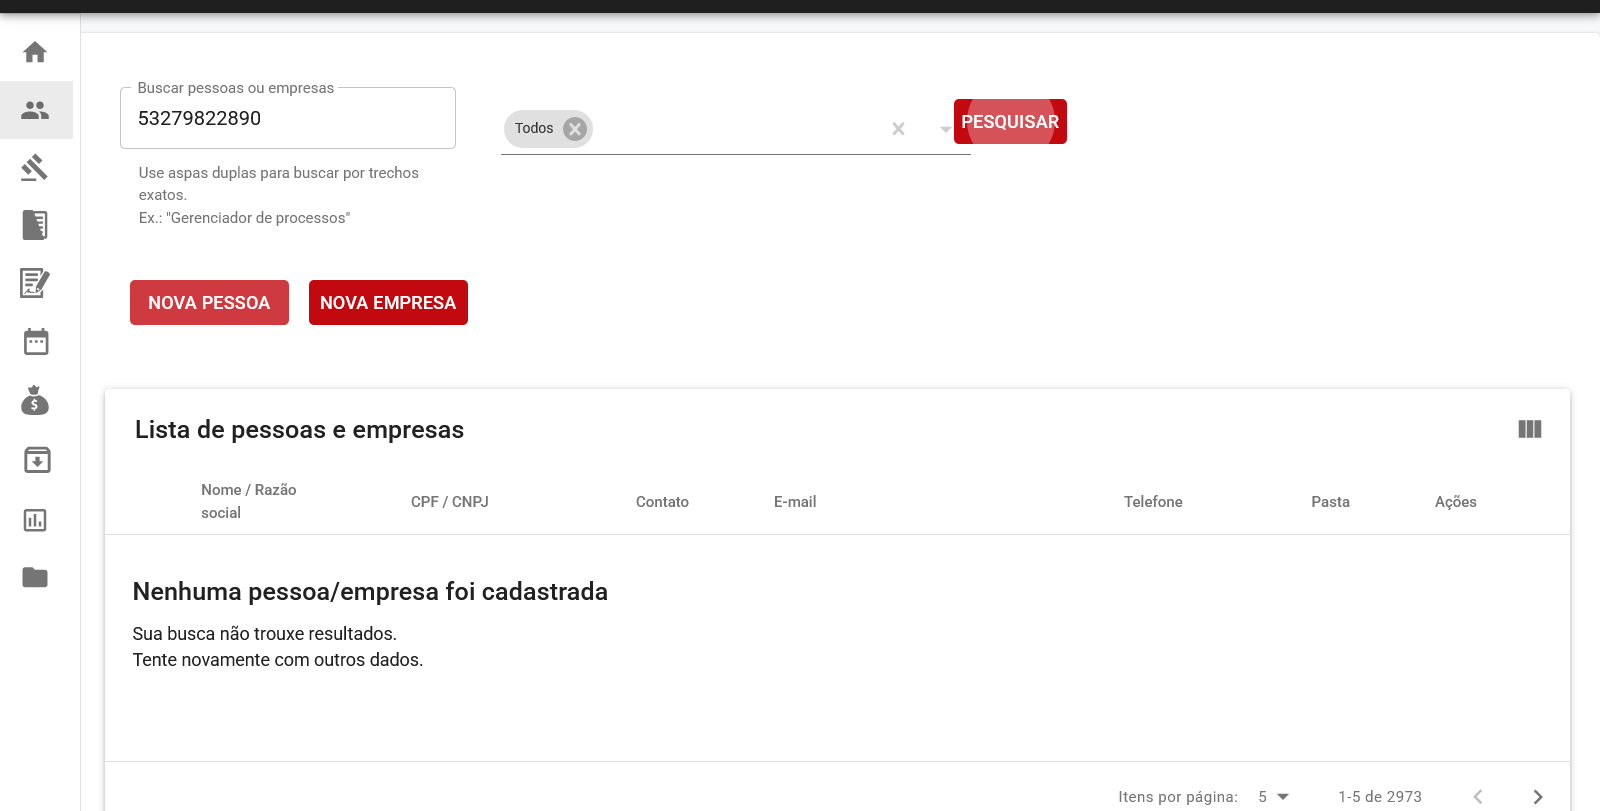 Buscar pessoas ou empresas
53279822890
Todos
PESQUISAR
Use aspas duplas para buscar por trechos
exatos.
Ex.: "Gerenciador de processos"
NOVA PESSOA
NOVA EMPRESA
Lista de pessoas e empresas
Nome / Razão
social
CPF / CNPJ
Contato
E-mail
Telefone
Pasta
Ações
Nenhuma pessoa/empresa foi cadastrada
Sua busca não trouxe resultados.
Tente novamente com outros dados.
Itens por página: 5 1-5 de 2973